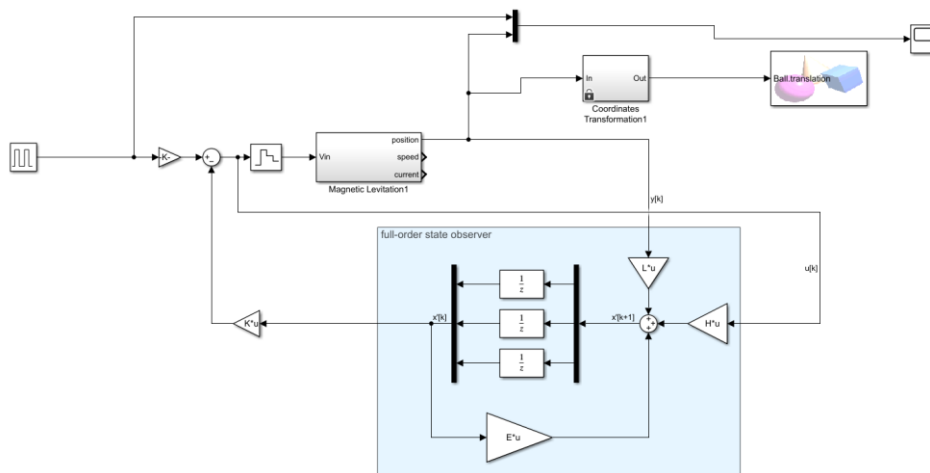 In
Out
Ball.translation
Coordinates
Transformation1
-K-
+
−
Vin
position
speed
current
Magnetic Levitation1
y[k]
full-order state observer
u[k]
L*u
1
z
K*u
x'[k]
1
z
x'[k+1]
+
+
+
H*u
1
z
E*u